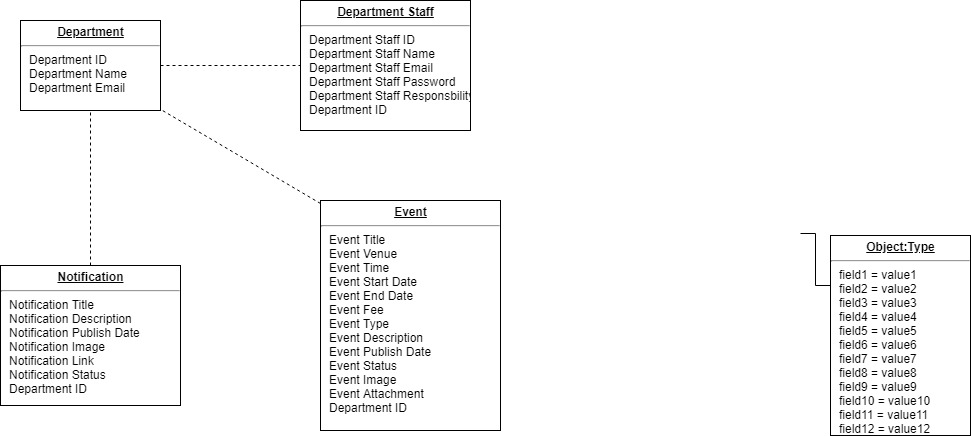 Department
Department ID
Department Name
Department Email
Department Staff
Department Staff ID
Department Staff Name
Department Staff Email
Department Staff Password
Department Staff Responsbility
Department ID
Notification
Notification Title
Notification Description
Notification Publish Date
Notification Image
Notification Link
Notification Status
Department ID
Event
Event Title
Event Venue
Event Time
Event Start Date
Event End Date
Event Fee
Event Type
Event Description
Event Publish Date
Event Status
Event Image
Event Attachment
Department ID
Object:Type
field1 = value1
field2 = value2
field3 = value3
field4 = value4
field5 = value5
field6 = value6
field7 = value7
field8 = value8
field9 = value9
field10 = value10
field11 = value11
field12 = value12